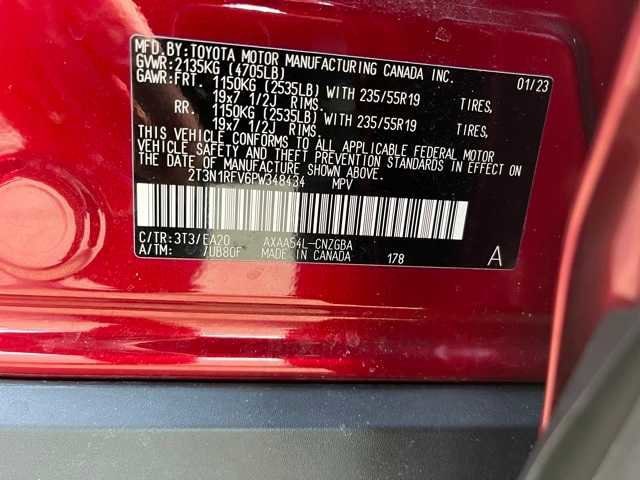 MFD.BY:TOYOTA MOTOR MANUFACTURING CANADA INC.
GVWR:2135KG (4705LB) 01/23
GAWR:FRT. 1150KG (2535LB) WITH 235/55R19 TIRES,
19x7 1/2J RIMS.
RR. 1150KG (2535LB) WITH 235/55R19 TIRES,
19x7 1/2J RIMS.
THIS VEHICLE CONFORMS TO ALL APPLICABLE FEDERAL MOTOR
VEHICLE SAFETY AND THEFT PREVENTION STANDARDS IN EFFECT ON
THE DATE OF MANUFACTURE SHOWN ABOVE.
2T3N1RFV6PW348434 MPV
C/TR:3T3/EA20 AXAA54L-CNZGBA
A/TM: /UB80F MADE IN CANADA 178 A